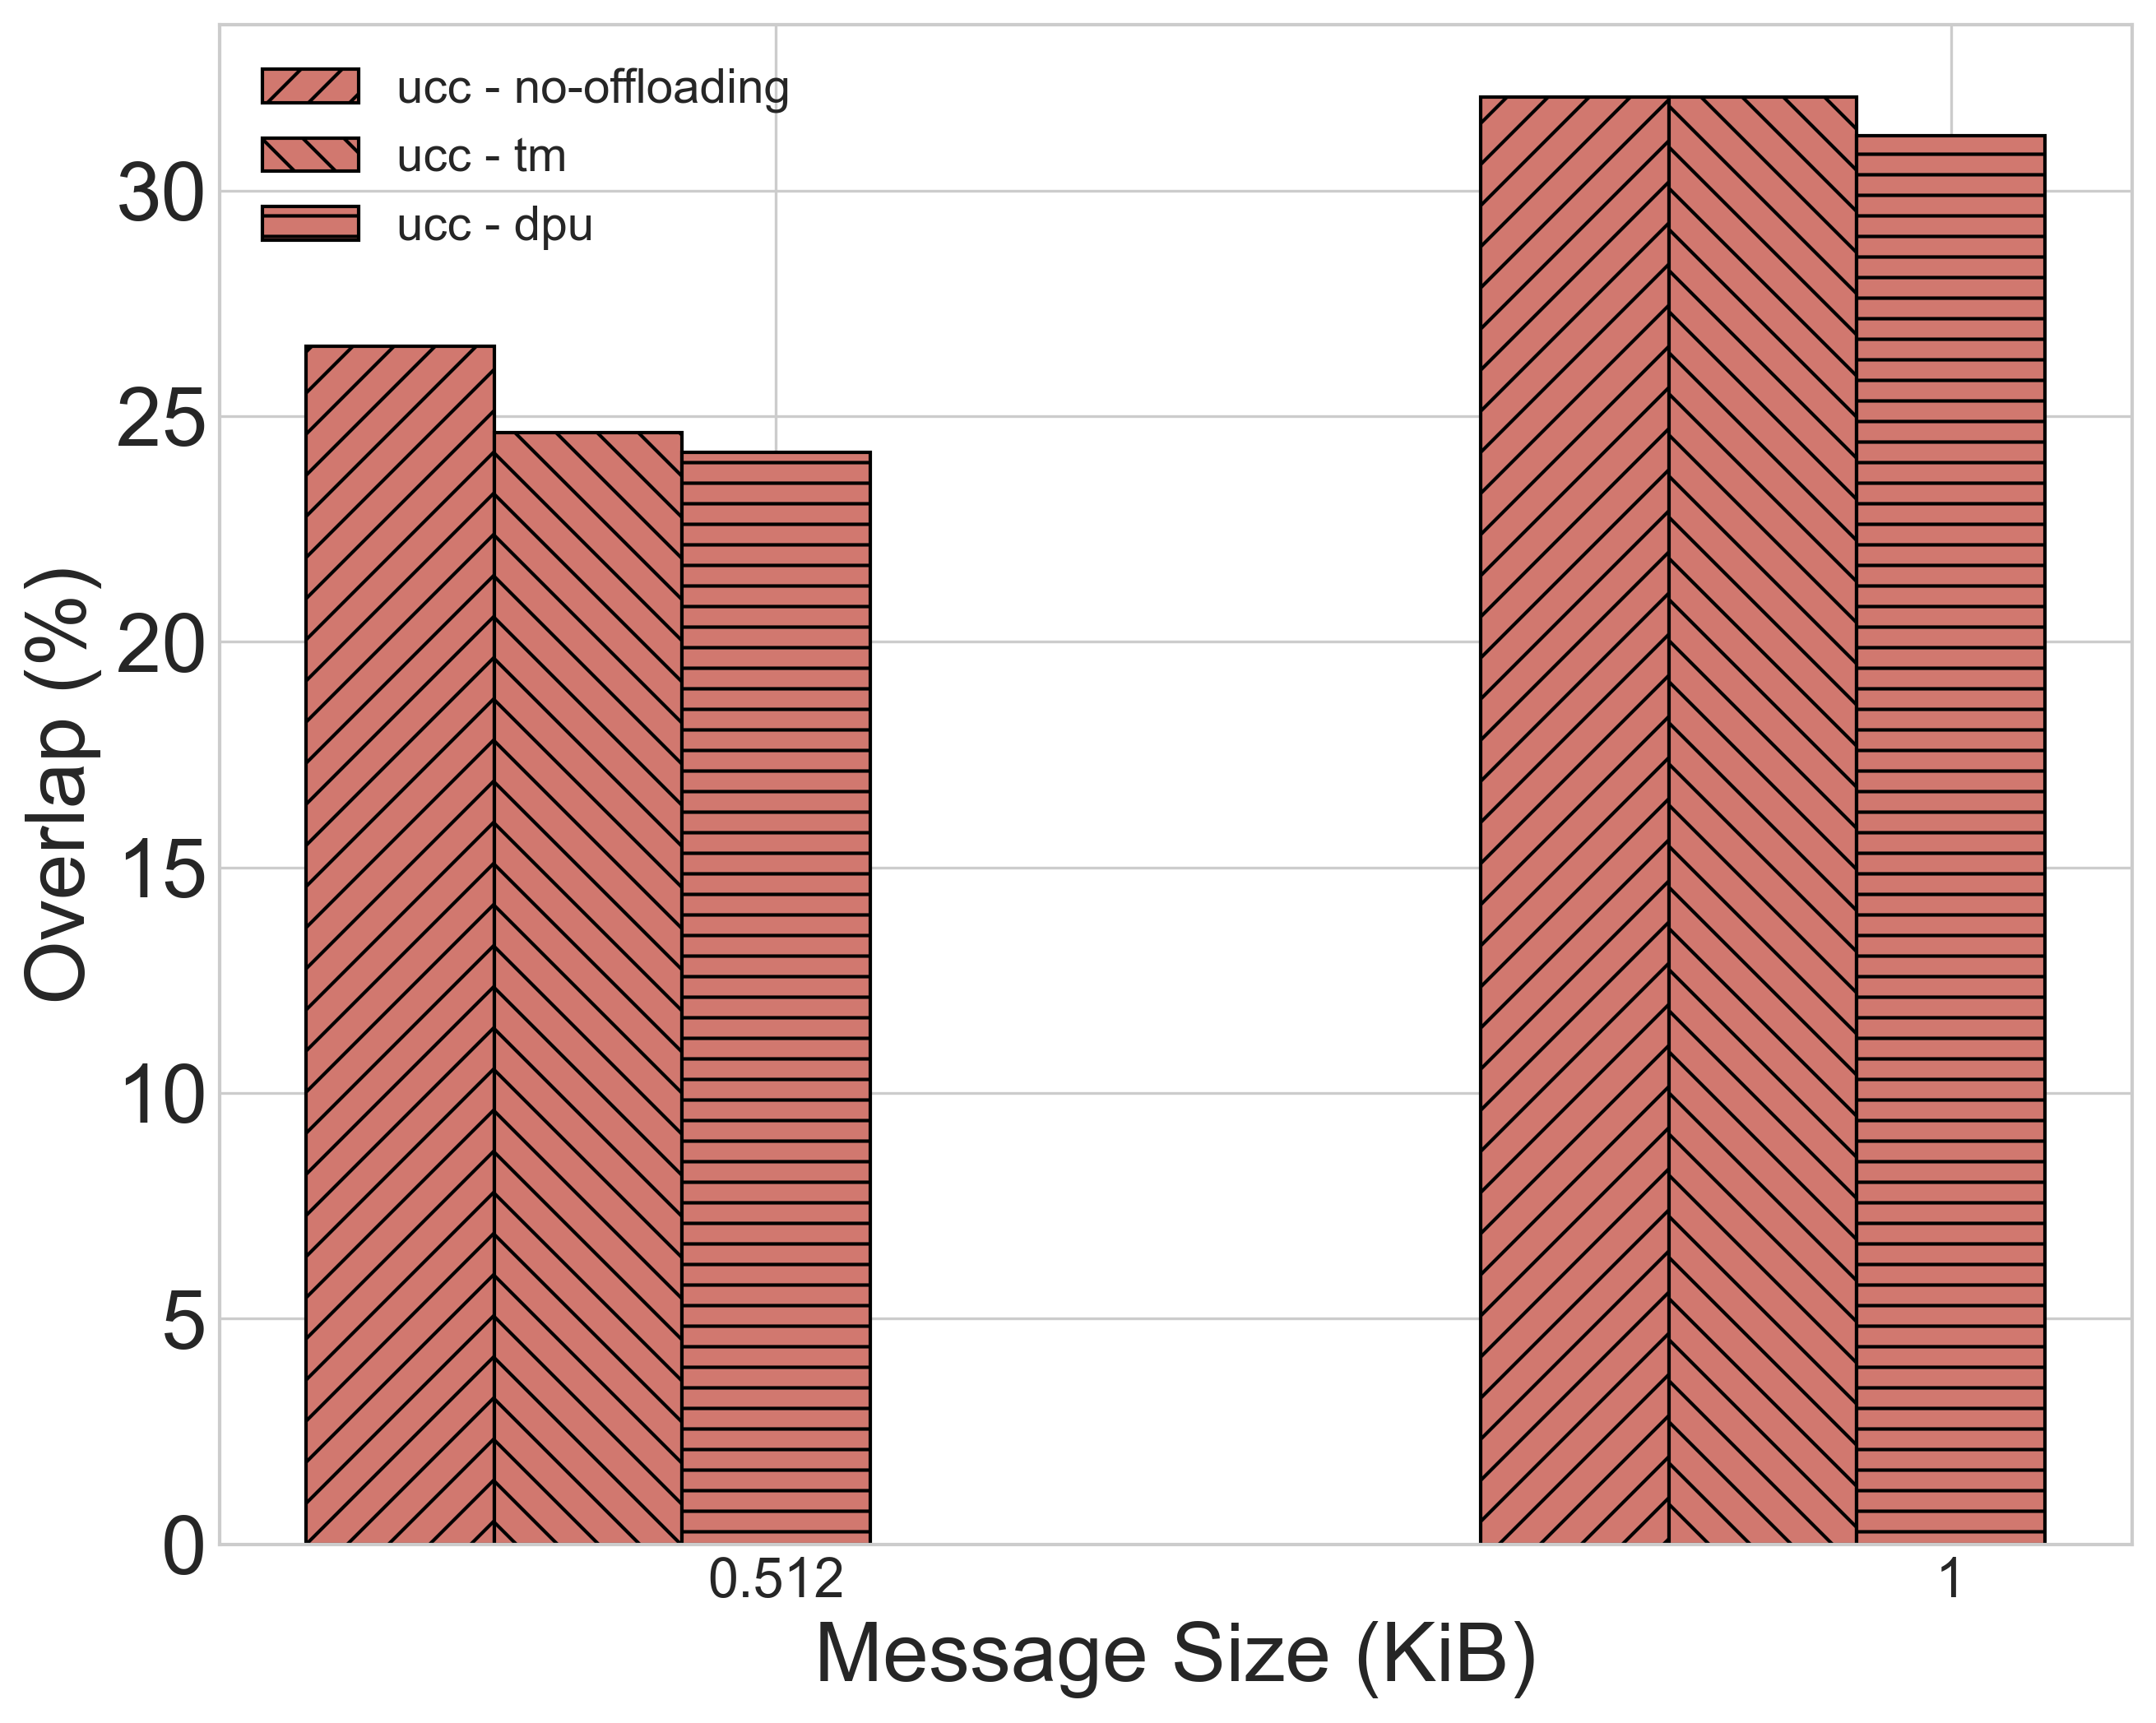 ucc - no-offloading
ucc - tm
ucc - dpu
30
25
20
15
10
5
0
Overlap (%)
0.512
1
Message Size (KiB)